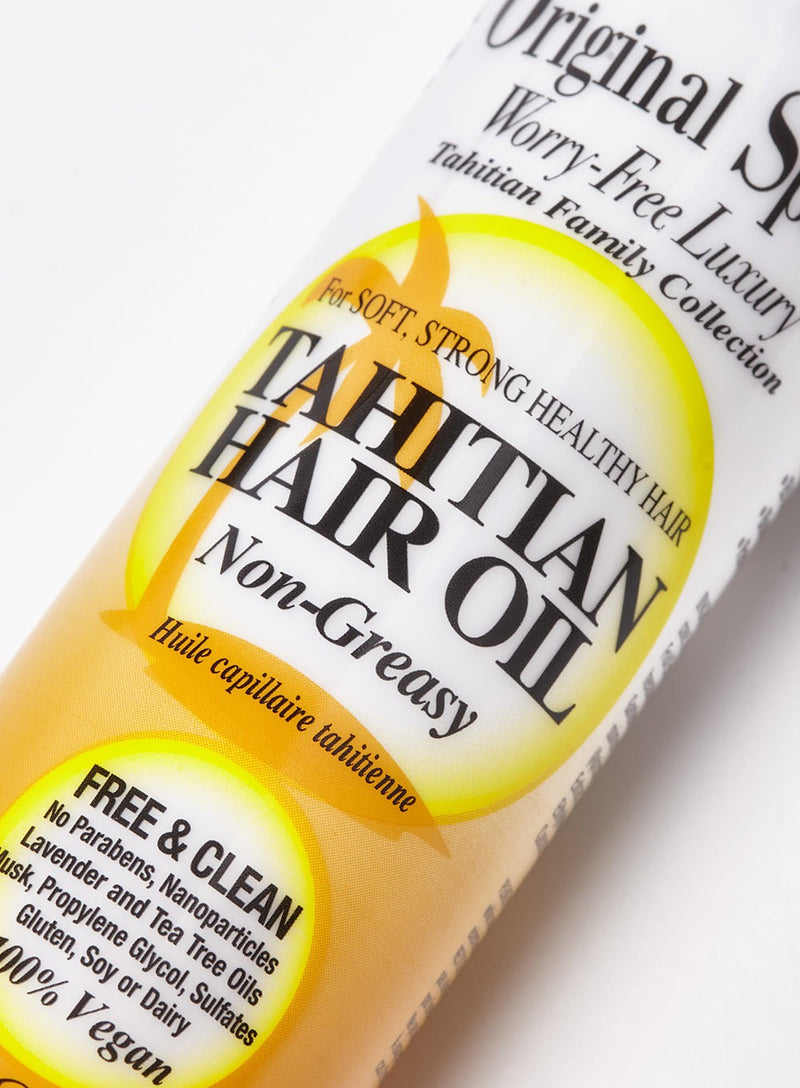 Original
Worry-Free Luxury
Tahitian Family Collection
For SOFT, STRONG HEALTHY HAIR
TAHITIAN
HAIR OIL
Non-Greasy
Huile capillaire tahitienne
FREE & CLEAN
No Parabens, Nanoparticles
Lavender and Tea Tree Oils
Musk, Propylene Glycol, Sulfates
Gluten, Soy or Dairy
100% Vegan